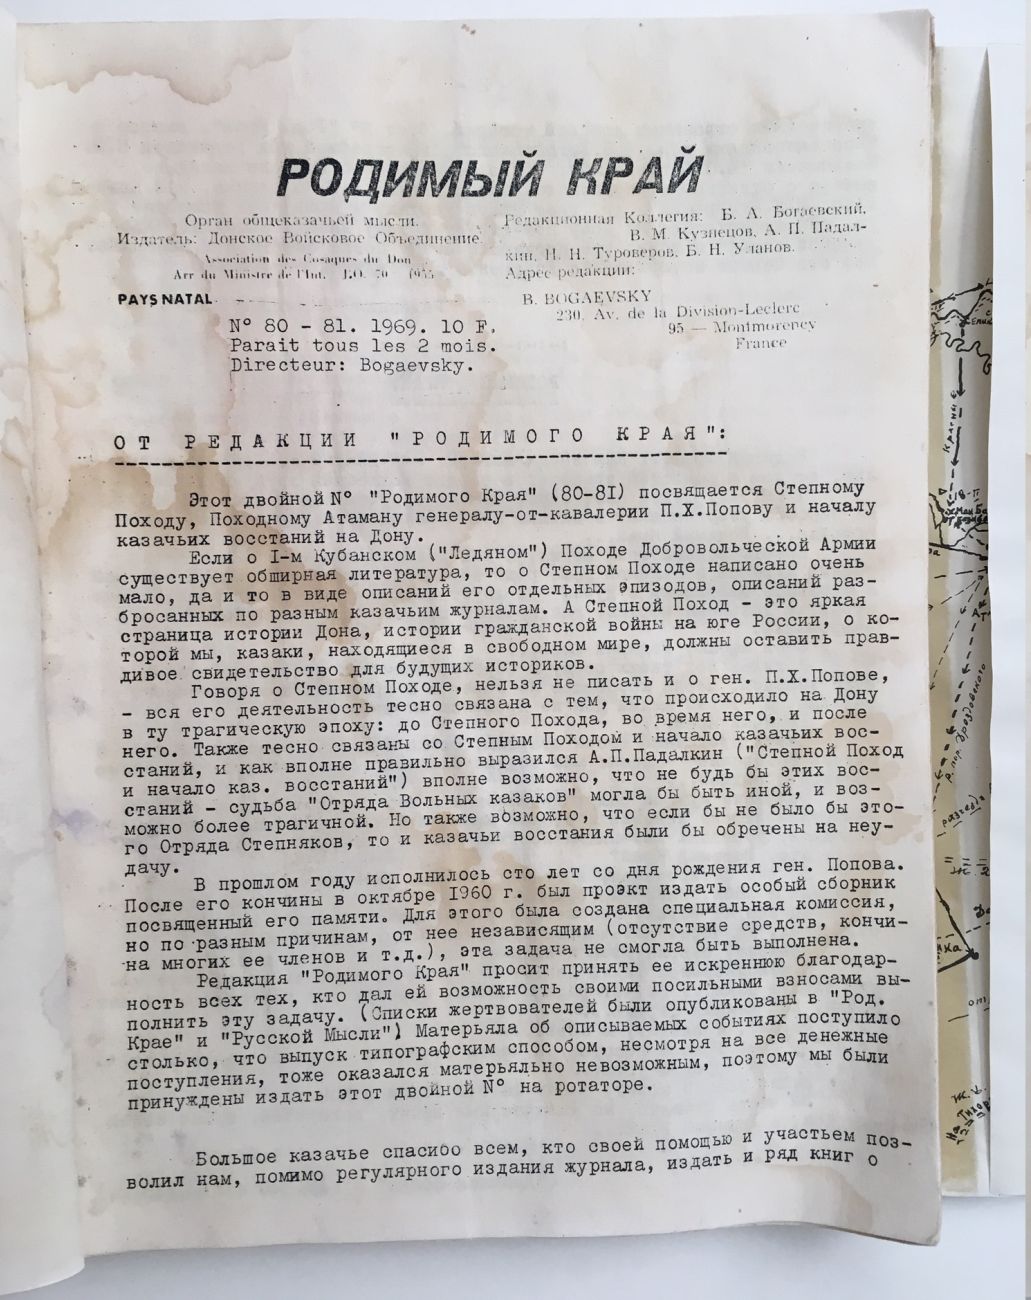 РОДИМЫЙ КРАЙ
Орган общеказачьей мысли.
Издатель: Донское Войсковое Объединение.
Association des Cosaques du Don
Arr du Ministre de l'Int. J.O. 70
PAYS NATAL
Редакционная Коллегия: Б. А. Богаевский,
В. М. Кузнецов, А. П. Падал-
кин, Н. Н. Туроверов, Б. Н. Уланов.
Адрес редакции:
B. BOGAEVSKY
230, Av. de la Division-Leclerc
95 — Montmorency
France
N° 80 - 81. 1969. 10 F.
Parait tous les 2 mois.
Directeur: Bogaevsky.
ОТ РЕДАКЦИИ "РОДИМОГО КРАЯ":
Этот двойной N° "Родимого Края" (80-81) посвящается Степному
Походу, Походному Атаману генералу-от-кавалерии П.Х.Попову и началу
казачьих восстаний на Дону.
Если о I-м Кубанском ("Ледяном") Походе Добровольческой Армии
существует обширная литература, то о Степном Походе написано очень
мало, да и то в виде описаний его отдельных эпизодов, описаний раз-
бросанных по разным казачьим журналам. А Степной Поход - это яркая
страница истории Дона, истории гражданской войны на юге России, о ко-
торой мы, казаки, находящиеся в свободном мире, должны оставить прав-
дивое свидетельство для будущих историков.
Говоря о Степном Походе, нельзя не писать и о ген. П.Х.Попове,
- вся его деятельность тесно связана с тем, что происходило на Дону
в ту трагическую эпоху: до Степного Похода, во время него, и после
него. Также тесно связаны со Степным Походом и начало казачьих вос-
станий, и как вполне правильно выразился А.П.Падалкин ("Степной Поход
и начало каз. восстаний") вполне возможно, что не будь бы этих вос-
станий - судьба "Отряда Вольных казаков" могла бы быть иной, и воз-
можно более трагичной. Но также возможно, что если бы не было бы это-
го Отряда Степняков, то и казачьи восстания были бы обречены на неу-
дачу.
В прошлом году исполнилось сто лет со дня рождения ген. Попова.
После его кончины в октябре 1960 г. был проэкт издать особый сборник
посвященный его памяти. Для этого была создана специальная комиссия,
но по разным причинам, от нее независящим (отсутствие средств, кончи-
на многих ее членов и т.д.), эта задача не смогла быть выполнена.
Редакция "Родимого Края" просит принять ее искреннюю благодар-
ность всех тех, кто дал ей возможность своими посильными взносами вы-
полнить эту задачу. (Списки жертвователей были опубликованы в "Род.
Крае" и "Русской Мысли") Матерьяла об описываемых событиях поступило
столько, что выпуск типографским способом, несмотря на все денежные
поступления, тоже оказался матерьяльно невозможным, поэтому мы были
принуждены издать этот двойной N° на ротаторе.
Большое казачье спасибо всем, кто своей помощью и участьем поз-
волил нам, помимо регулярного издания журнала, издать и ряд книг о